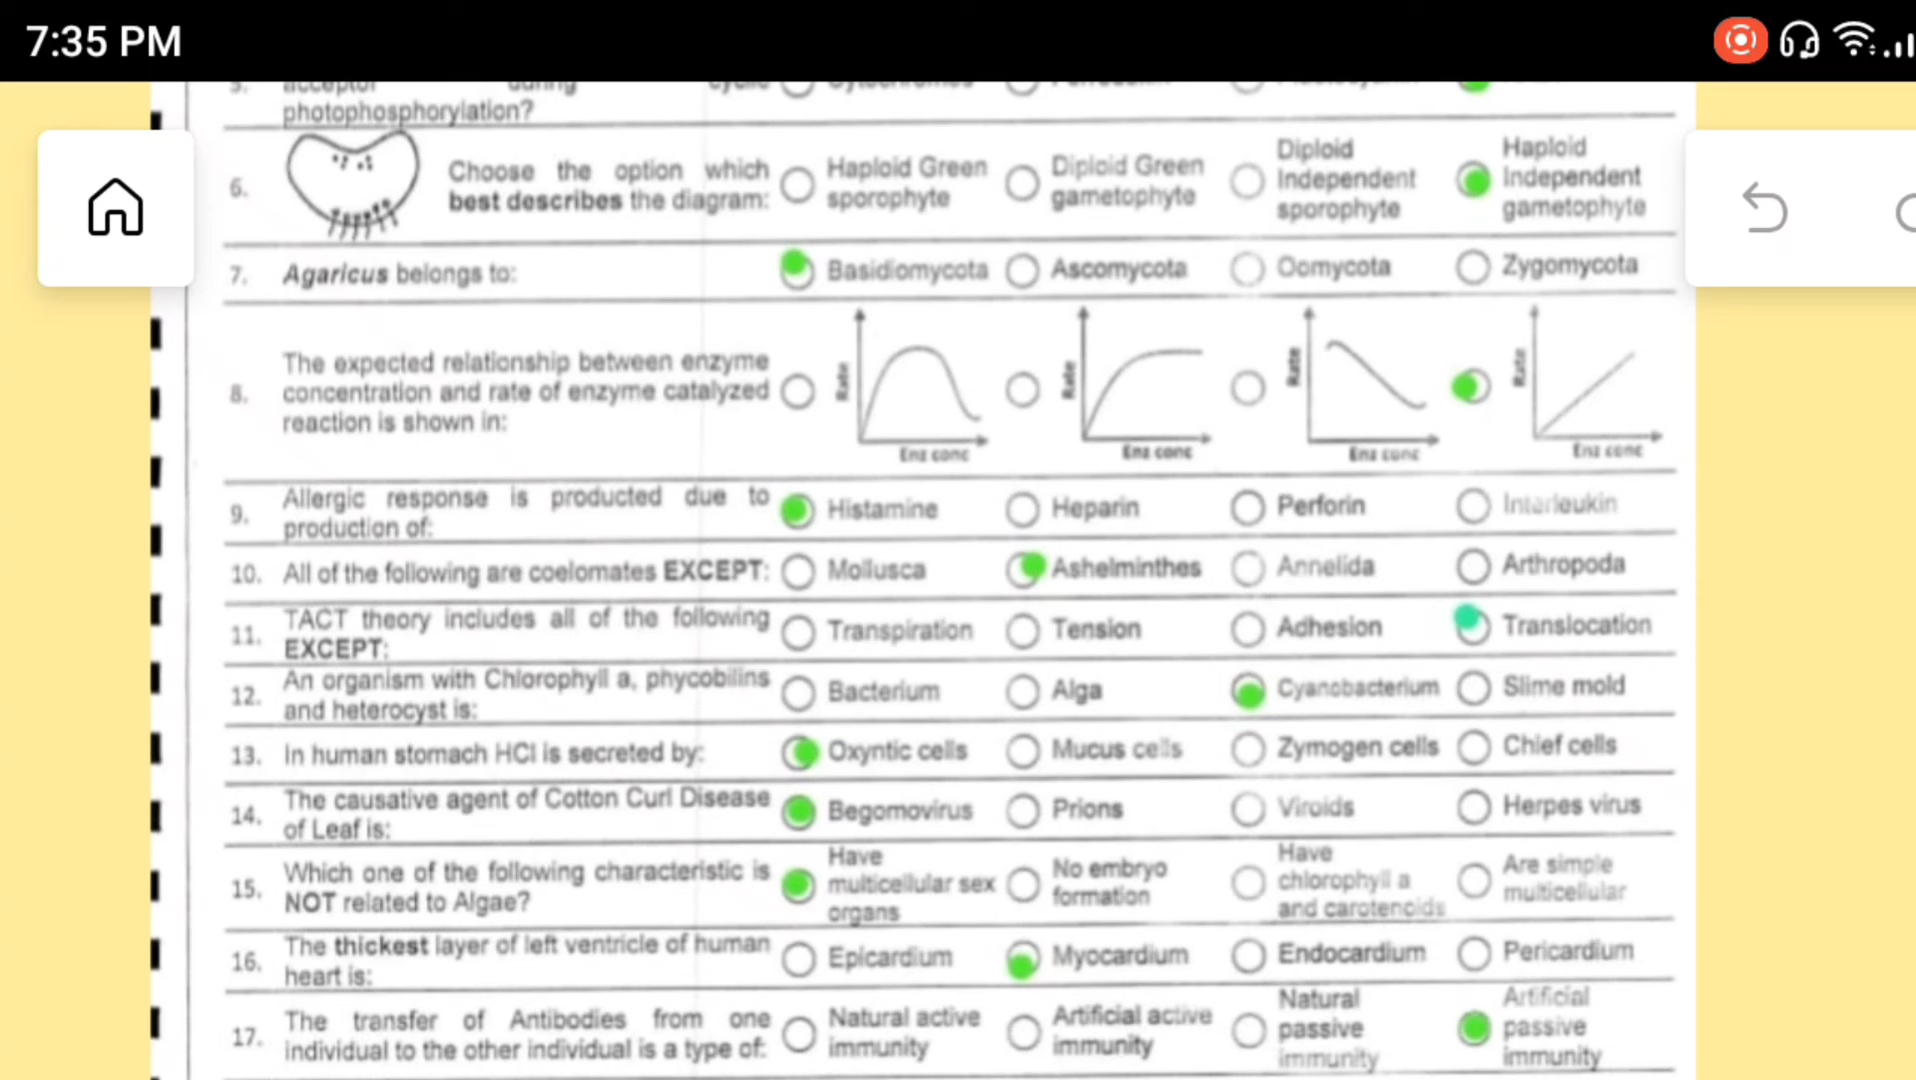 7:35 PM
5. acceptor during cyclic
photophosphorylation?
6. Choose the option which
best describes the diagram:
Haploid Green
sporophyte
Diploid Green
gametophyte
Diploid
Independent
sporophyte
Haploid
Independent
gametophyte
7. Agaricus belongs to: Basidiomycota Ascomycota Oomycota Zygomycota
8. The expected relationship between enzyme
concentration and rate of enzyme catalyzed
reaction is shown in:
Rate
Enz conc
Rate
Enz conc
Rate
Enz conc
Rate
Enz conc
9. Allergic response is producted due to
production of:
Histamine Heparin Perforin Interleukin
10. All of the following are coelomates EXCEPT: Mollusca Ashelminthes Annelida Arthropoda
11. TACT theory includes all of the following
EXCEPT:
Transpiration Tension Adhesion Translocation
12. An organism with Chlorophyll a, phycobilins
and heterocyst is:
Bacterium Alga Cyanobacterium Slime mold
13. In human stomach HCl is secreted by: Oxyntic cells Mucus cells Zymogen cells Chief cells
14. The causative agent of Cotton Curl Disease
of Leaf is:
Begomovirus Prions Viroids Herpes virus
15. Which one of the following characteristic is
NOT related to Algae?
Have
multicellular sex
organs
No embryo
formation
Have
chlorophyll a
and carotenoids
Are simple
multicellular
16. The thickest layer of left ventricle of human
heart is:
Epicardium Myocardium Endocardium Pericardium
17. The transfer of Antibodies from one
individual to the other individual is a type of:
Natural active
immunity
Artificial active
immunity
Natural
passive
immunity
Artificial
passive
immunity